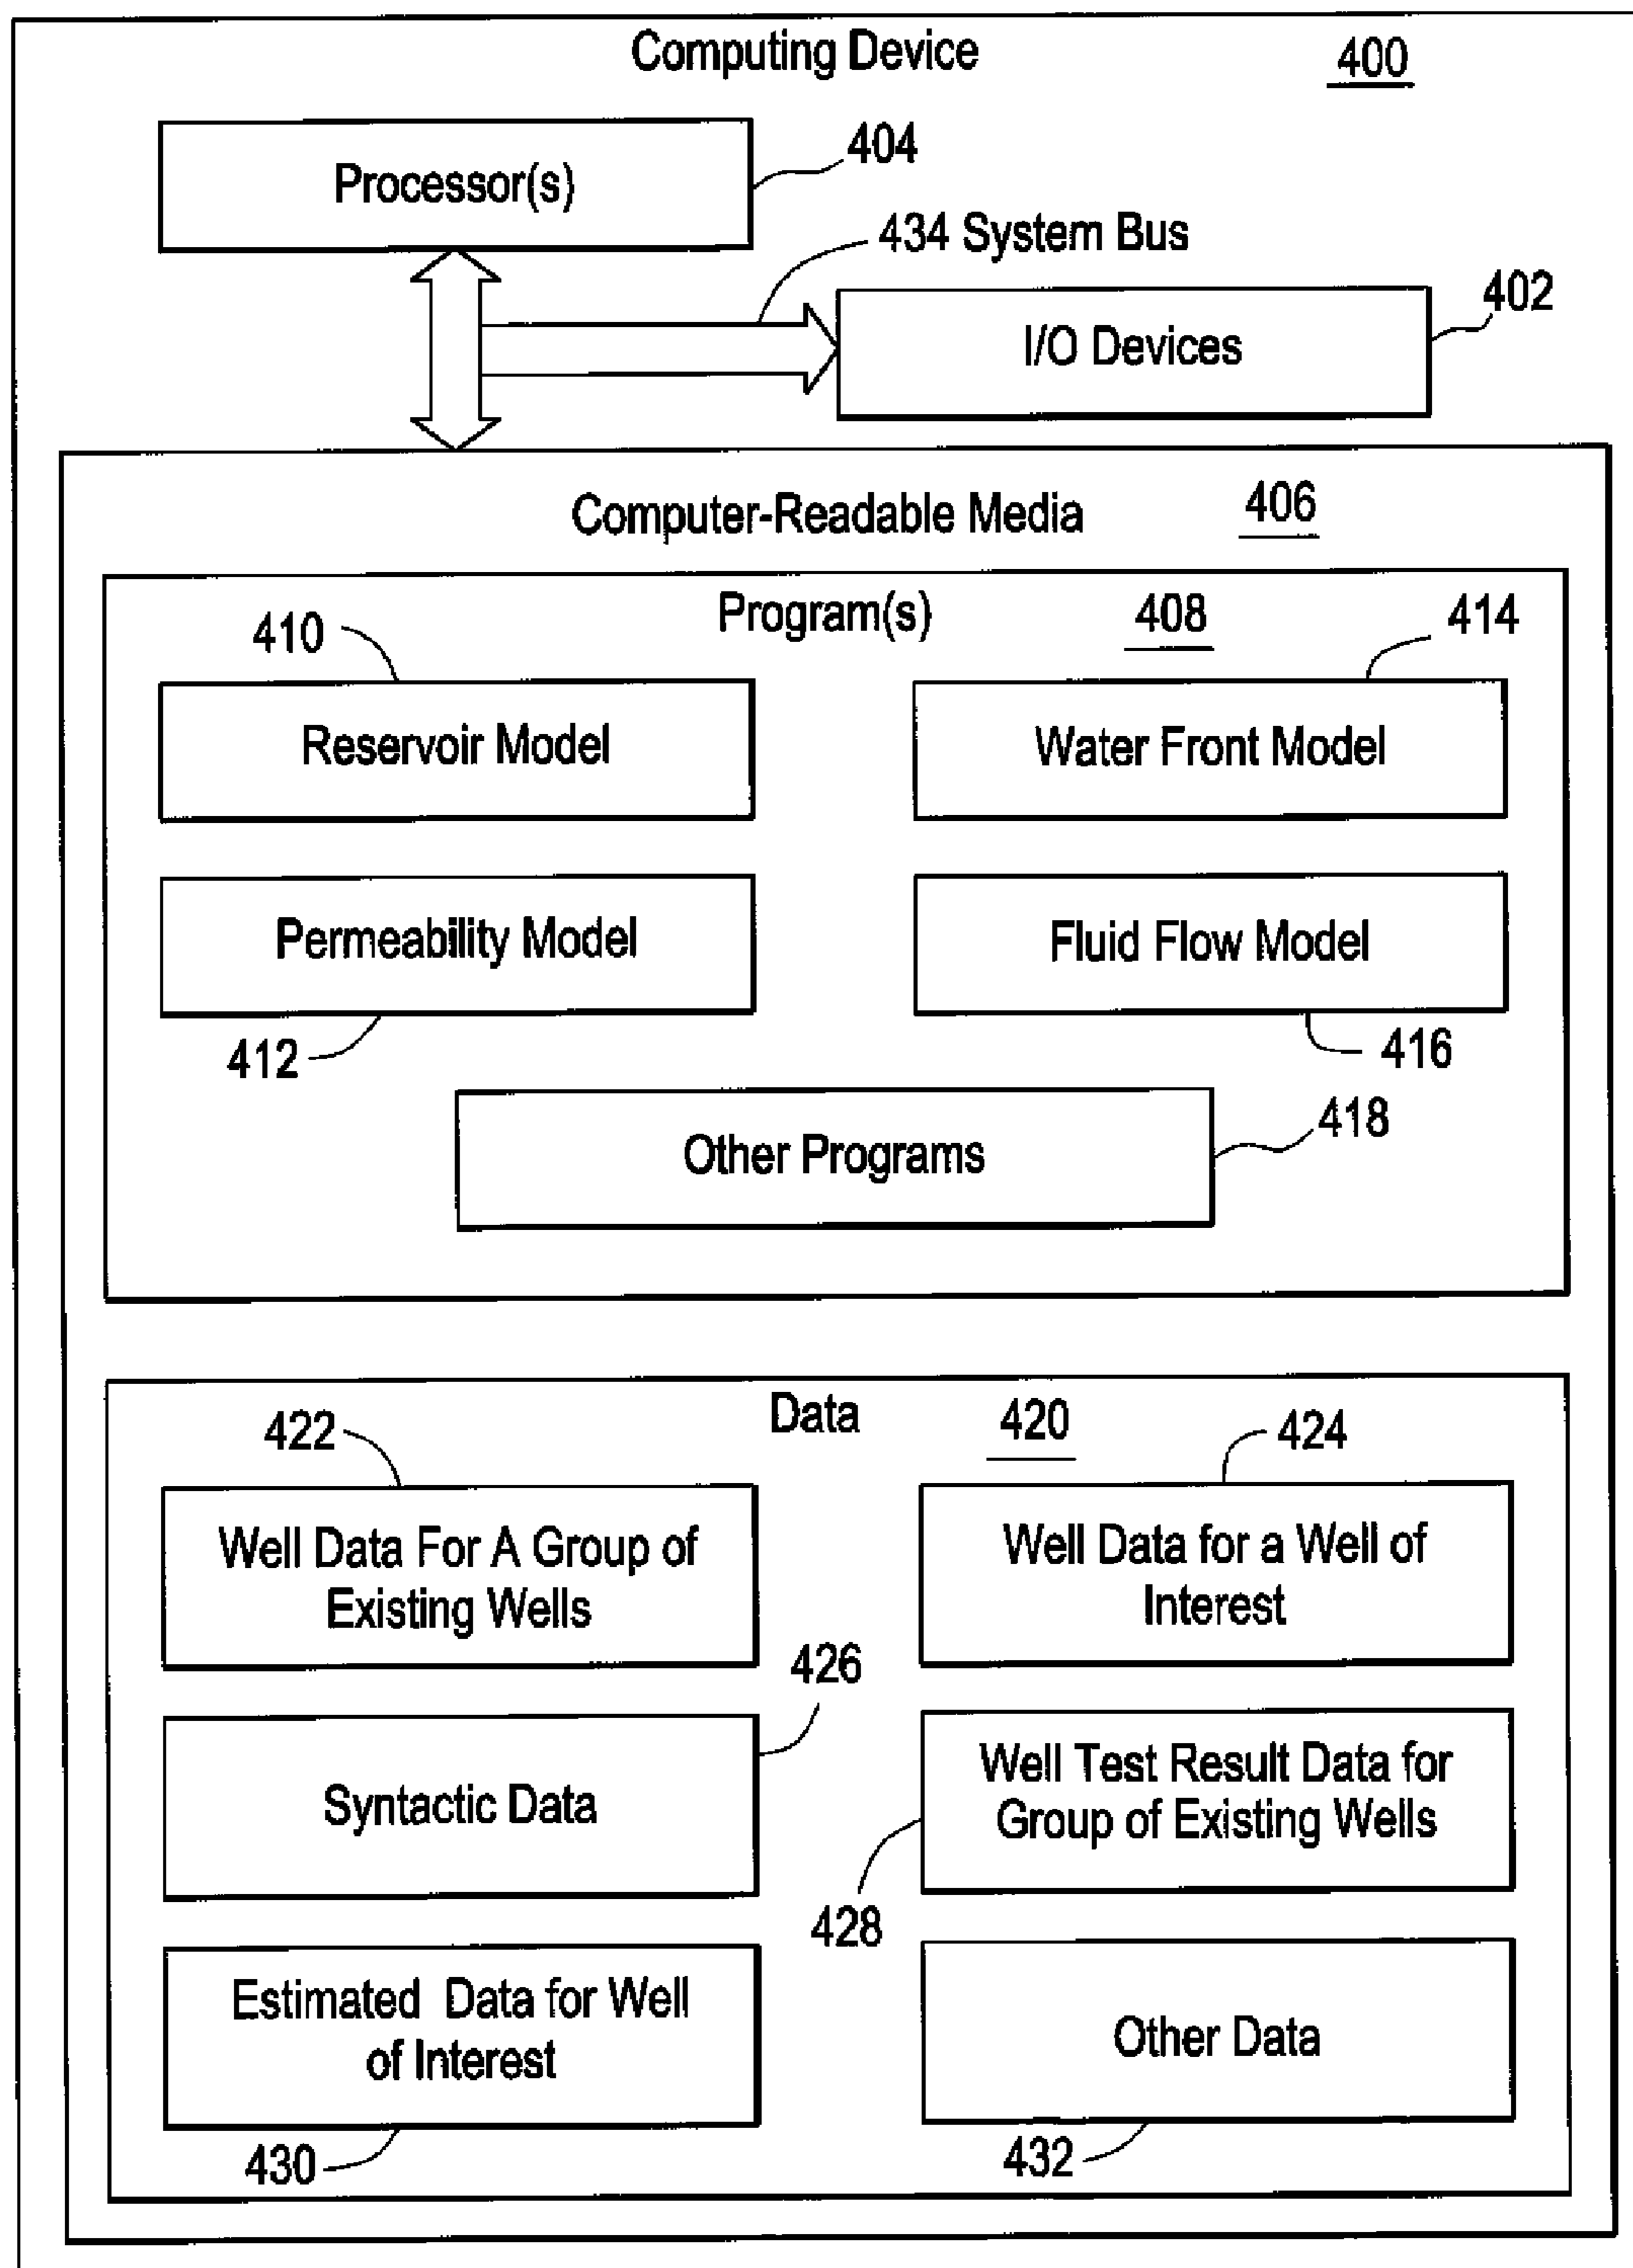 Computing Device 400
Processor(s)
404
434 System Bus
402
I/O Devices
Computer-Readable Media 406
Program(s) 408
410
414
Reservoir Model
Water Front Model
Permeability Model
Fluid Flow Model
412
416
418
Other Programs
Data 420
422
424
Well Data For A Group of
Existing Wells
Well Data for a Well of
Interest
426
Syntactic Data
Well Test Result Data for
Group of Existing Wells
428
Estimated Data for Well
of Interest
Other Data
430
432